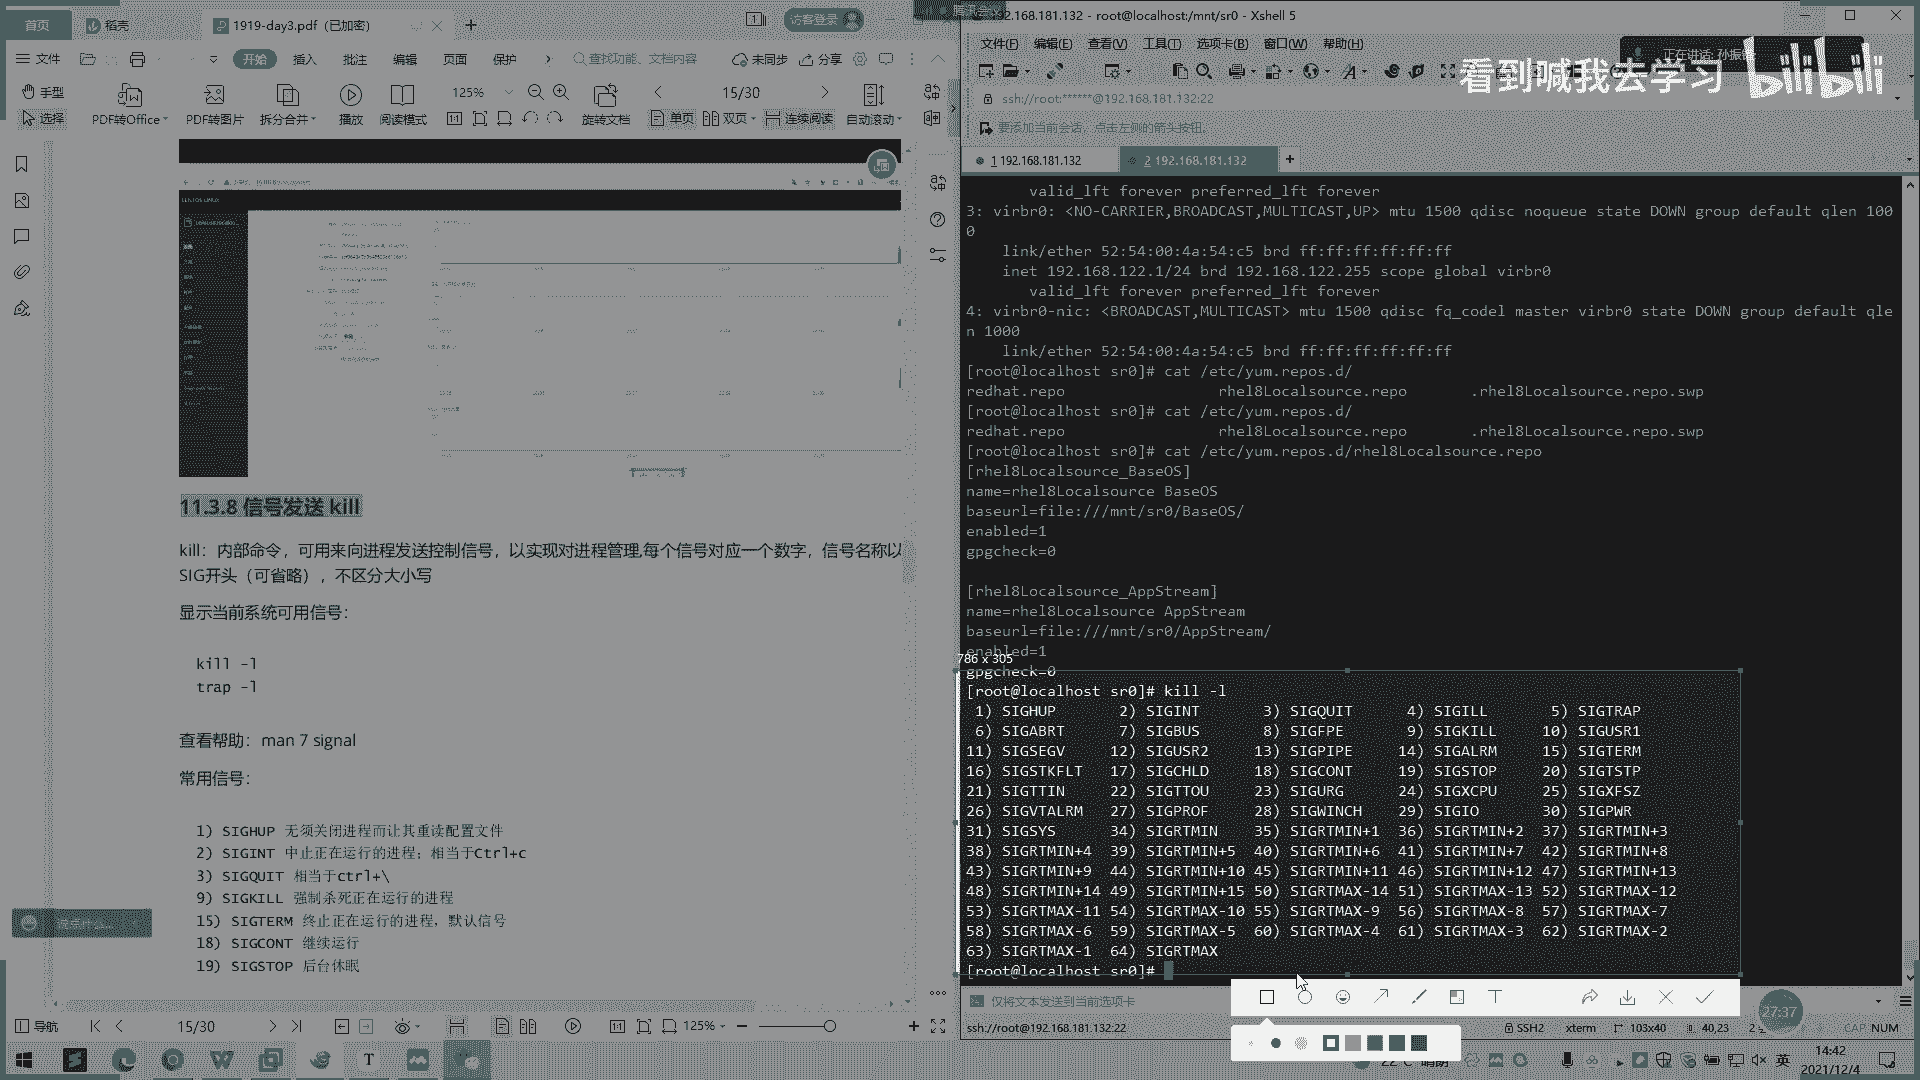 首页
稻壳
1919-day3.pdf (已加密)
访客登录
文件
开始
插入
批注
编辑
页面
保护
查找功能、文档内容
未同步
分享
手型
选择
PDF转Office
PDF转图片
拆分合并
播放
阅读模式
125%
15/30
旋转文档
单页
双页
连续阅读
自动滚动
11.3.8 信号发送 kill
kill：内部命令，可用来向进程发送控制信号，以实现对进程管理,每个信号对应一个数字，信号名称以
SIG开头（可省略），不区分大小写
显示当前系统可用信号：
kill -l
trap -l
查看帮助：man 7 signal
常用信号：
1) SIGHUP 无须关闭进程而让其重读配置文件
2) SIGINT 中止正在运行的进程；相当于Ctrl+c
3) SIGQUIT 相当于ctrl+\
9) SIGKILL 强制杀死正在运行的进程
15) SIGTERM 终止正在运行的进程，默认信号
18) SIGCONT 继续运行
19) SIGSTOP 后台休眠
导航
15/30
125%
192.168.181.132 - root@localhost:/mnt/sr0 - Xshell 5
文件(F) 编辑(E) 查看(V) 工具(T) 选项卡(B) 窗口(W) 帮助(H)
看到喊我去学习 bilibili
ssh://root:******@192.168.181.132:22
要添加当前会话，点击左侧的箭头按钮。
1 192.168.181.132
2 192.168.181.132
valid_lft forever preferred_lft forever
3: virbr0: <NO-CARRIER,BROADCAST,MULTICAST,UP> mtu 1500 qdisc noqueue state DOWN group default qlen 100
0
link/ether 52:54:00:4a:54:c5 brd ff:ff:ff:ff:ff:ff
inet 192.168.122.1/24 brd 192.168.122.255 scope global virbr0
valid_lft forever preferred_lft forever
4: virbr0-nic: <BROADCAST,MULTICAST> mtu 1500 qdisc fq_codel master virbr0 state DOWN group default qle
n 1000
link/ether 52:54:00:4a:54:c5 brd ff:ff:ff:ff:ff:ff
[root@localhost sr0]# cat /etc/yum.repos.d/
redhat.repo rhel8Localsource.repo .rhel8Localsource.repo.swp
[root@localhost sr0]# cat /etc/yum.repos.d/
redhat.repo rhel8Localsource.repo .rhel8Localsource.repo.swp
[root@localhost sr0]# cat /etc/yum.repos.d/rhel8Localsource.repo
[rhel8Localsource_BaseOS]
name=rhel8Localsource BaseOS
baseurl=file:///mnt/sr0/BaseOS/
enabled=1
gpgcheck=0
[rhel8Localsource_AppStream]
name=rhel8Localsource AppStream
baseurl=file:///mnt/sr0/AppStream/
enabled=1
786 x 305
gpgcheck=0
[root@localhost sr0]# kill -l
1) SIGHUP 2) SIGINT 3) SIGQUIT 4) SIGILL 5) SIGTRAP
6) SIGABRT 7) SIGBUS 8) SIGFPE 9) SIGKILL 10) SIGUSR1
11) SIGSEGV 12) SIGUSR2 13) SIGPIPE 14) SIGALRM 15) SIGTERM
16) SIGSTKFLT 17) SIGCHLD 18) SIGCONT 19) SIGSTOP 20) SIGTSTP
21) SIGTTIN 22) SIGTTOU 23) SIGURG 24) SIGXCPU 25) SIGXFSZ
26) SIGVTALRM 27) SIGPROF 28) SIGWINCH 29) SIGIO 30) SIGPWR
31) SIGSYS 34) SIGRTMIN 35) SIGRTMIN+1 36) SIGRTMIN+2 37) SIGRTMIN+3
38) SIGRTMIN+4 39) SIGRTMIN+5 40) SIGRTMIN+6 41) SIGRTMIN+7 42) SIGRTMIN+8
43) SIGRTMIN+9 44) SIGRTMIN+10 45) SIGRTMIN+11 46) SIGRTMIN+12 47) SIGRTMIN+13
48) SIGRTMIN+14 49) SIGRTMIN+15 50) SIGRTMAX-14 51) SIGRTMAX-13 52) SIGRTMAX-12
53) SIGRTMAX-11 54) SIGRTMAX-10 55) SIGRTMAX-9 56) SIGRTMAX-8 57) SIGRTMAX-7
58) SIGRTMAX-6 59) SIGRTMAX-5 60) SIGRTMAX-4 61) SIGRTMAX-3 62) SIGRTMAX-2
63) SIGRTMAX-1 64) SIGRTMAX
[root@localhost sr0]#
仅将文本发送到当前选项卡
ssh://root@192.168.181.132:22
SSH2
xterm
103x40
40,23
CAP NUM
27:37
英
14:42
2021/12/4